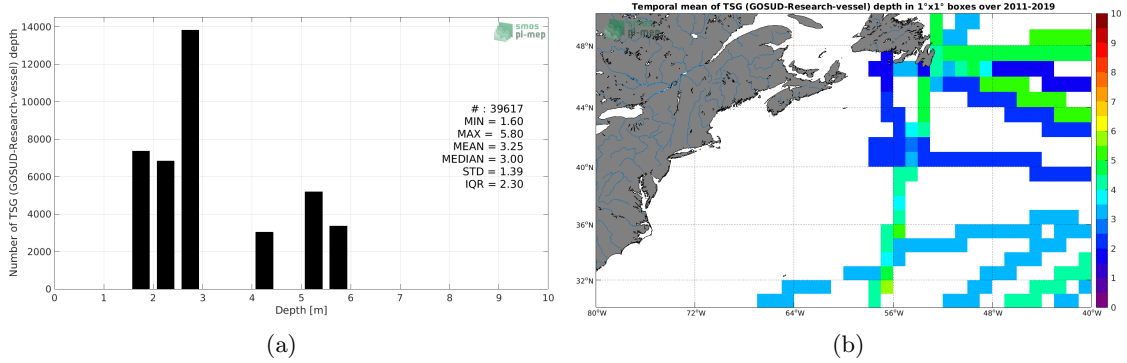 14000
12000
10000
8000
6000
4000
2000
0
Number of TSG (GOSUD-Research-vessel) depth
smos
pi-mep
# : 39617
MIN = 1.60
MAX = 5.80
MEAN = 3.25
MEDIAN = 3.00
STD = 1.39
IQR = 2.30
0 1 2 3 4 5 6 7 8 9 10
Depth [m]
(a)
Temporal mean of TSG (GOSUD-Research-vessel) depth in 1°x1° boxes over 2011-2019
smos
pi-mep
48°N
44°N
40°N
36°N
32°N
80°W 72°W 64°W 56°W 48°W 40°W
10
9
8
7
6
5
4
3
2
1
0
(b)